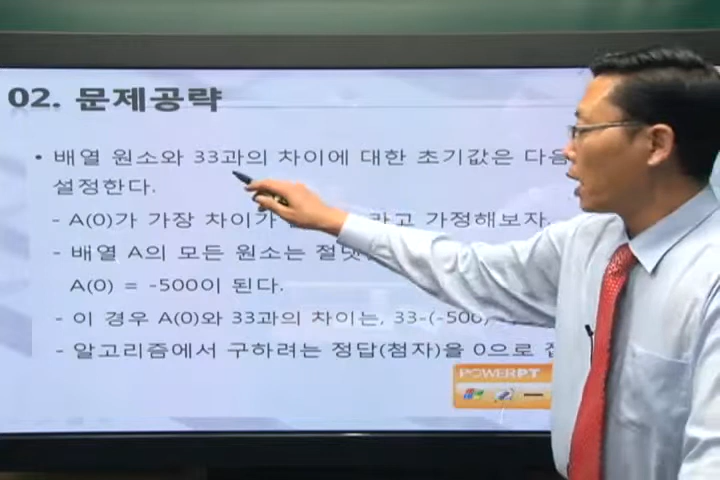 02. 문제공략
• 배열 원소와 33과의 차이에 대한 초기값은 다음
설정한다.
- A(0)가 가장 차이가 라고 가정해보자.
- 배열 A의 모든 원소는 절댓
A(0) = -500이 된다.
- 이 경우 A(0)와 33과의 차이는, 33-(-500)
- 알고리즘에서 구하려는 정답(첨자)을 0으로
POWERPT